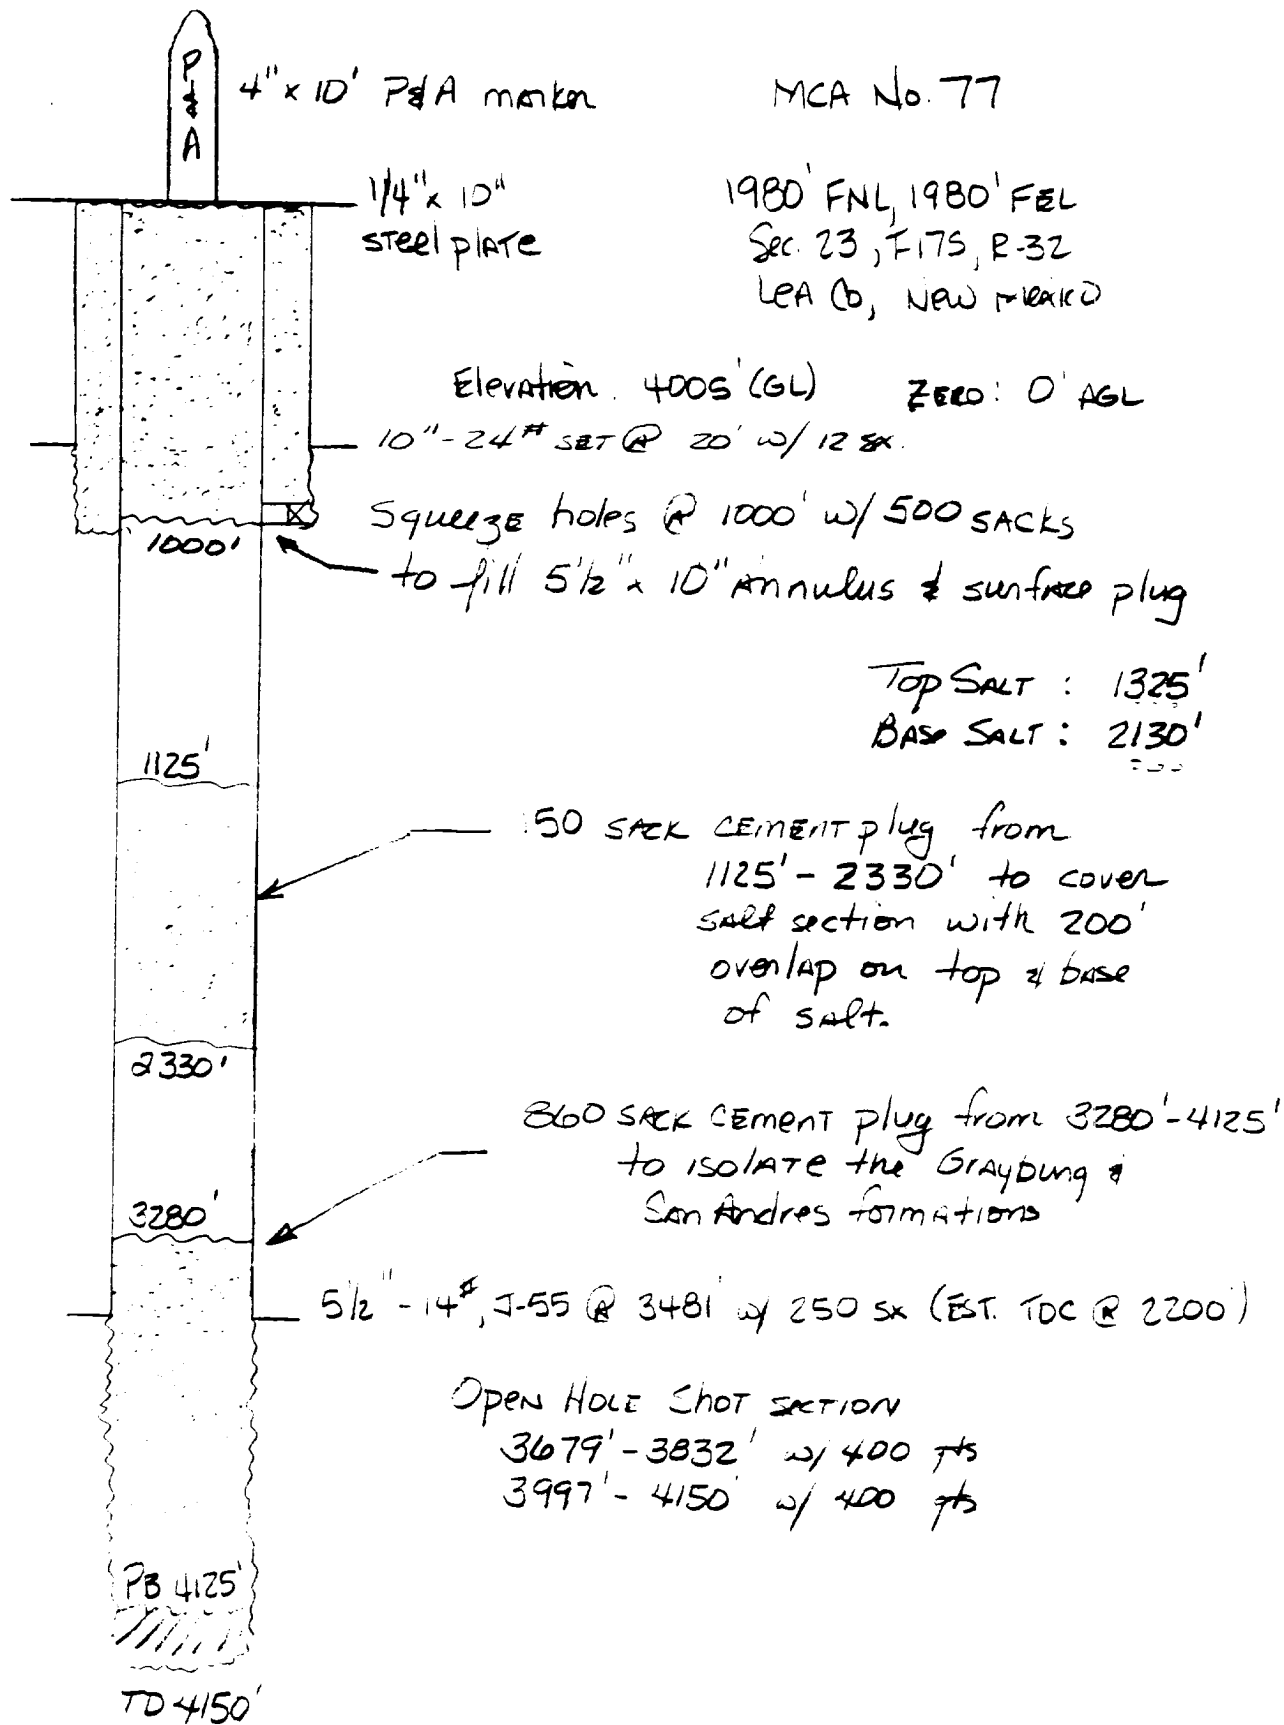 P
&
A
4" x 10' P&A marker
MCA No. 77
1/4" x 10"
steel plate
1980' FNL, 1980' FEL
Sec. 23, T-17S, R-32
LEA Co, New Mexico
Elevation 4005' (GL)
ZERO: 0' AGL
10"-24# SET @ 20' w/ 12 sx.
Squeeze holes @ 1000' w/ 500 SACKS
to fill 5 1/2" x 10" Annulus & surface plug
1000'
Top SALT : 1325'
BASE SALT : 2130'
1125'
50 SACK CEMENT plug from
1125' - 2330' to cover
salt section with 200'
overlap on top & base
of salt.
2330'
860 SACK CEMENT plug from 3280'-4125'
to isolate the Grayburg &
San Andres formations
3280'
5 1/2"-14#, J-55 @ 3481' w/ 250 sx (EST. TOC @ 2200')
OPEN HOLE SHOT SECTION
3679'-3832' w/ 400 qts
3997'-4150' w/ 400 qts
PB 4125'
TD 4150'